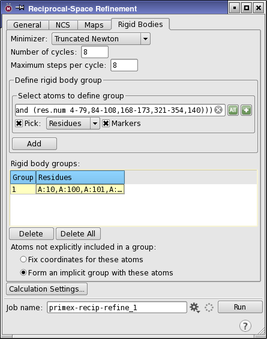 Reciprocal-Space Refinement
General NCS Maps Rigid Bodies
Minimizer: Truncated Newton
Number of cycles: 8
Maximum steps per cycle: 8
Define rigid body group
Select atoms to define group
and (res.num 4-79,84-108,168-173,321-354,140)))
All
Pick: Residues Markers
Add
Rigid body groups:
Group Residues
1 A:10,A:100,A:101,A:...
Delete Delete All
Atoms not explicitly included in a group:
Fix coordinates for these atoms
Form an implicit group with these atoms
Calculation Settings...
Job name: primex-recip-refine_1 Run
?